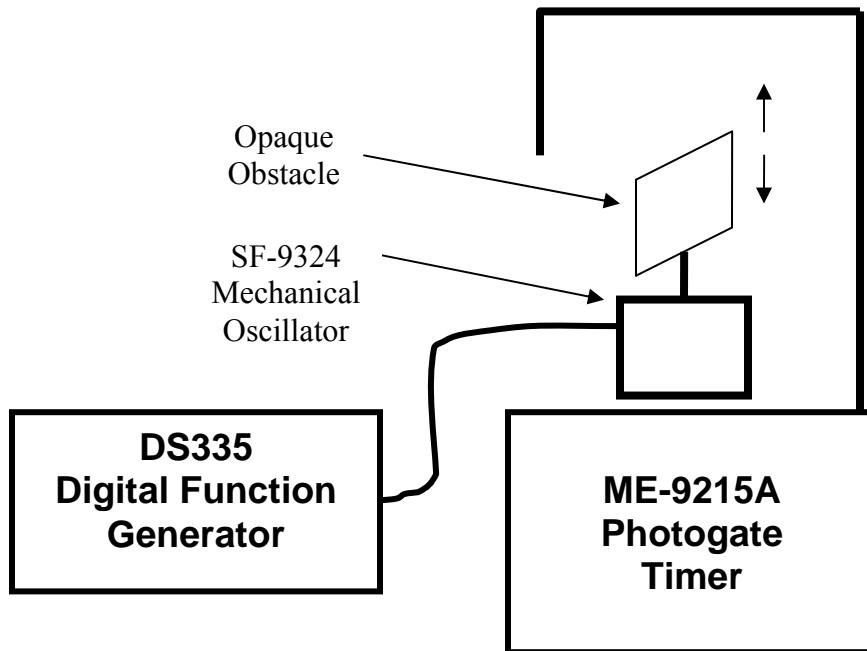 Opaque
Obstacle
SF-9324
Mechanical
Oscillator
DS335
Digital Function
Generator
ME-9215A
Photogate
Timer